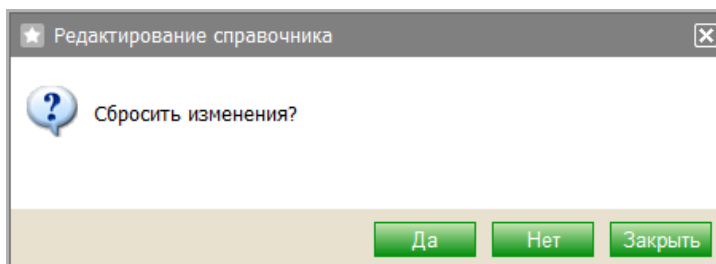 Редактирование справочника
Сбросить изменения?
Да Нет Закрыть